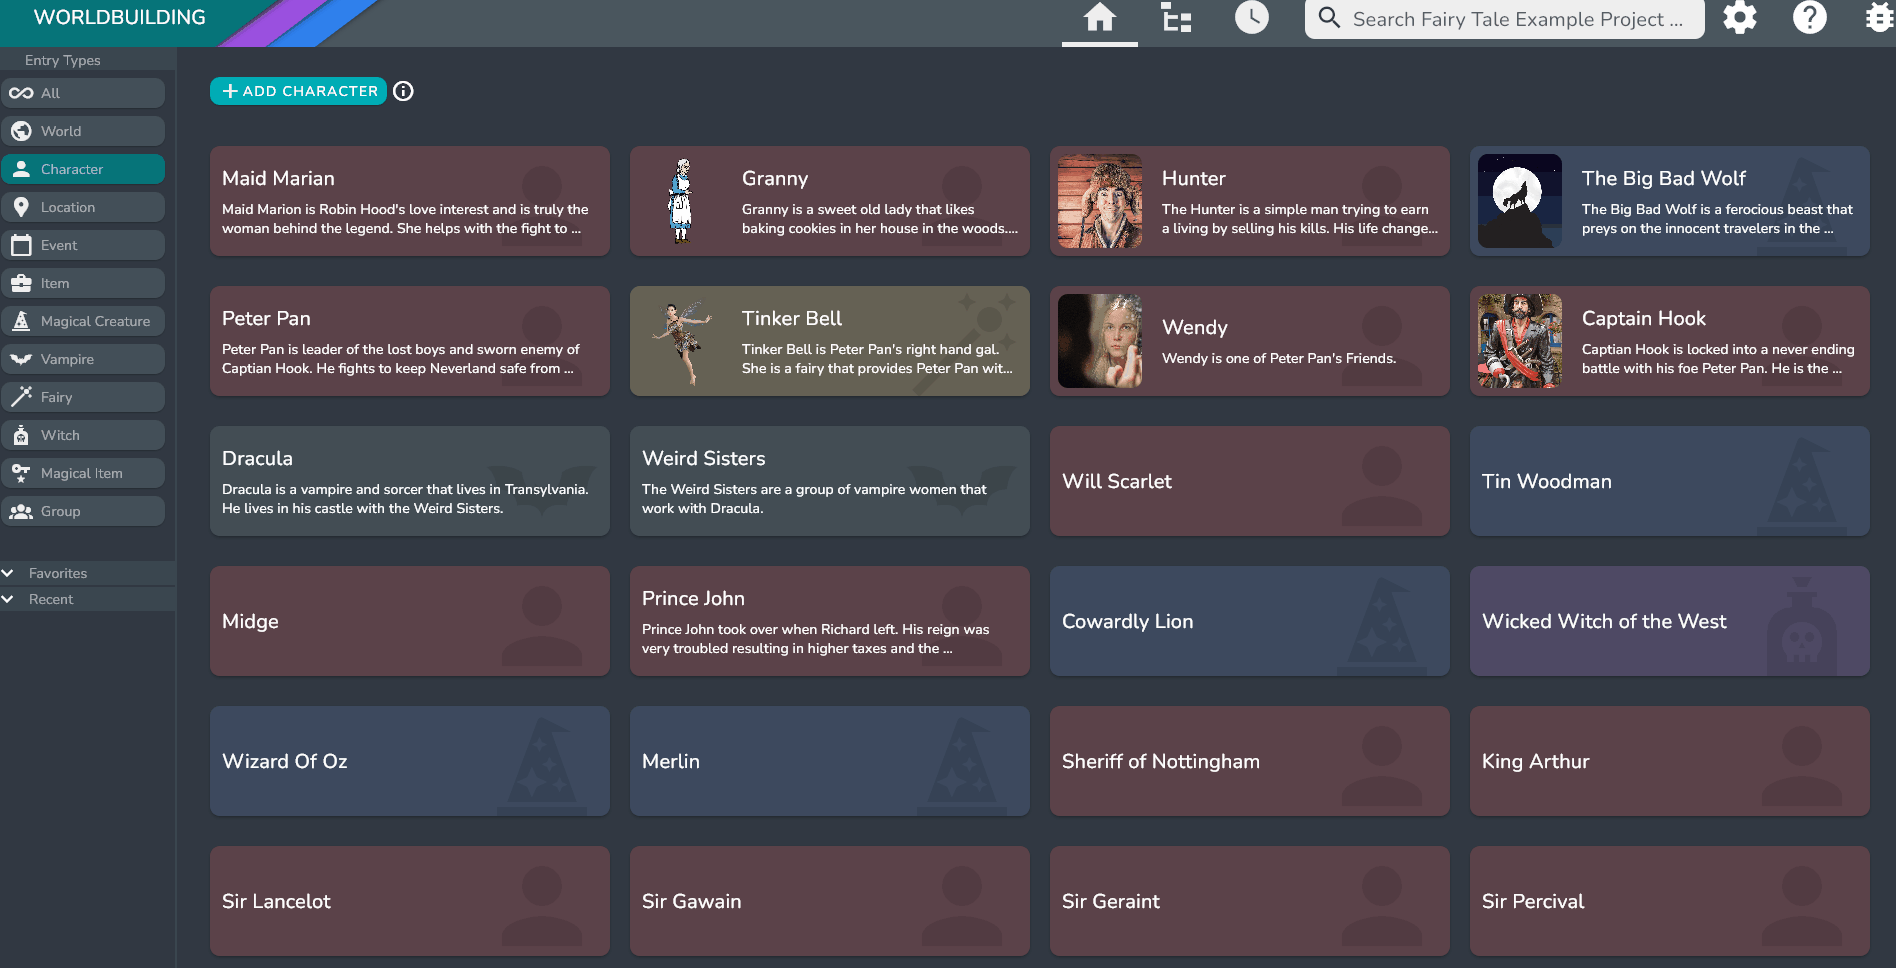 WORLDBUILDING
Search Fairy Tale Example Project ...
Entry Types
All
World
Character
Location
Event
Item
Magical Creature
Vampire
Fairy
Witch
Magical Item
Group
Favorites
Recent
ADD CHARACTER
Maid Marian
Maid Marion is Robin Hood's love interest and is truly the
woman behind the legend. She helps with the fight to ...
Granny
Granny is a sweet old lady that likes
baking cookies in her house in the woods....
Hunter
The Hunter is a simple man trying to earn
a living by selling his kills. His life change...
The Big Bad Wolf
The Big Bad Wolf is a ferocious beast that
preys on the innocent travelers in the ...
Peter Pan
Peter Pan is leader of the lost boys and sworn enemy of
Captian Hook. He fights to keep Neverland safe from ...
Tinker Bell
Tinker Bell is Peter Pan's right hand gal.
She is a fairy that provides Peter Pan wit...
Wendy
Wendy is one of Peter Pan's Friends.
Captain Hook
Captian Hook is locked into a never ending
battle with his foe Peter Pan. He is the ...
Dracula
Dracula is a vampire and sorcer that lives in Transylvania.
He lives in his castle with the Weird Sisters.
Weird Sisters
The Weird Sisters are a group of vampire women that
work with Dracula.
Will Scarlet
Tin Woodman
Midge
Prince John
Prince John took over when Richard left. His reign was
very troubled resulting in higher taxes and the ...
Cowardly Lion
Wicked Witch of the West
Wizard Of Oz
Merlin
Sheriff of Nottingham
King Arthur
Sir Lancelot
Sir Gawain
Sir Geraint
Sir Percival